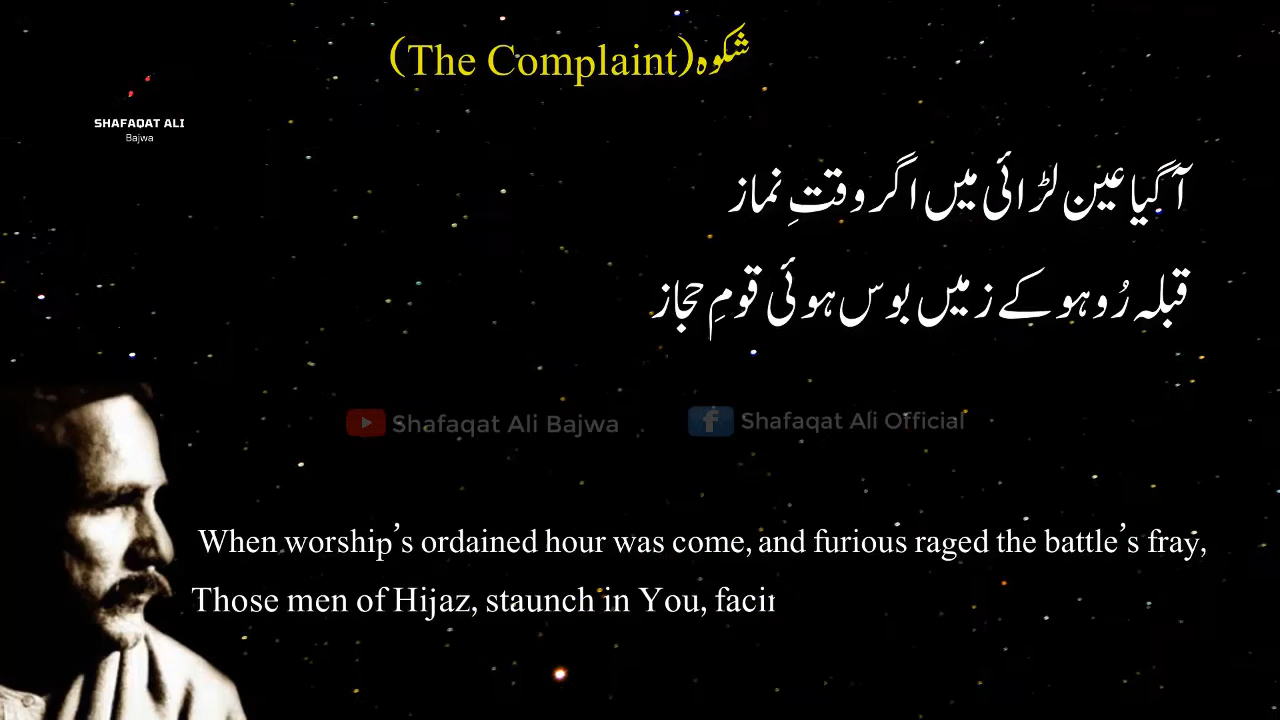 شکوہ(The Complaint)
SHAFAQAT ALI
Bajwa
آ گیا عین لڑائی میں اگر وقتِ نماز
قبلہ رُو ہو کے زمیں بوس ہوئی قومِ حجاز
Shafaqat Ali Bajwa
Shafaqat Ali Official
When worship’s ordained hour was come, and furious raged the battle’s fray,
Those men of Hijaz, staunch in You, facin